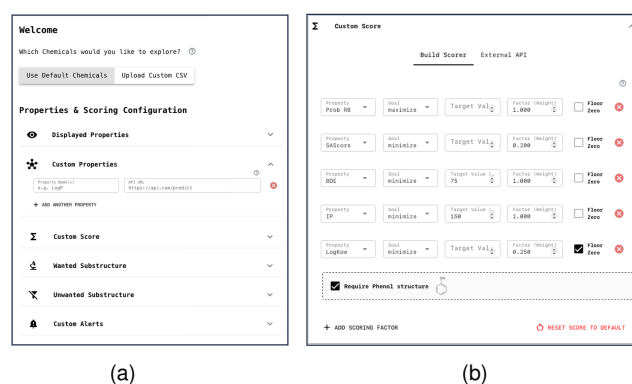 Welcome
Which Chemicals would you like to explore? ?
Use Default Chemicals Upload Custom CSV
Properties & Scoring Configuration
Displayed Properties
Custom Properties
?
Property Name(s) API URL
e.g. LogP https://api.com/predict
+ ADD ANOTHER PROPERTY
Σ Custom Score
Wanted Substructure
Unwanted Substructure
Custom Alerts
(a)
Σ Custom Score
Build Scorer External API
?
Property Goal Factor (Weight) Floor
Prob RB maximize Target Val 1.000 Zero
Property Goal Factor (Weight) Floor
SAScore minimize Target Val 0.200 Zero
Property Goal Target Value (… Factor (Weight) Floor
BDE minimize 75 1.000 Zero
Property Goal Target Value (… Factor (Weight) Floor
IP minimize 150 1.000 Zero
Property Goal Factor (Weight) Floor
LogKow minimize Target Val 0.250 Zero
Require Phenol structure OH
+ ADD SCORING FACTOR RESET SCORE TO DEFAULT
(b)